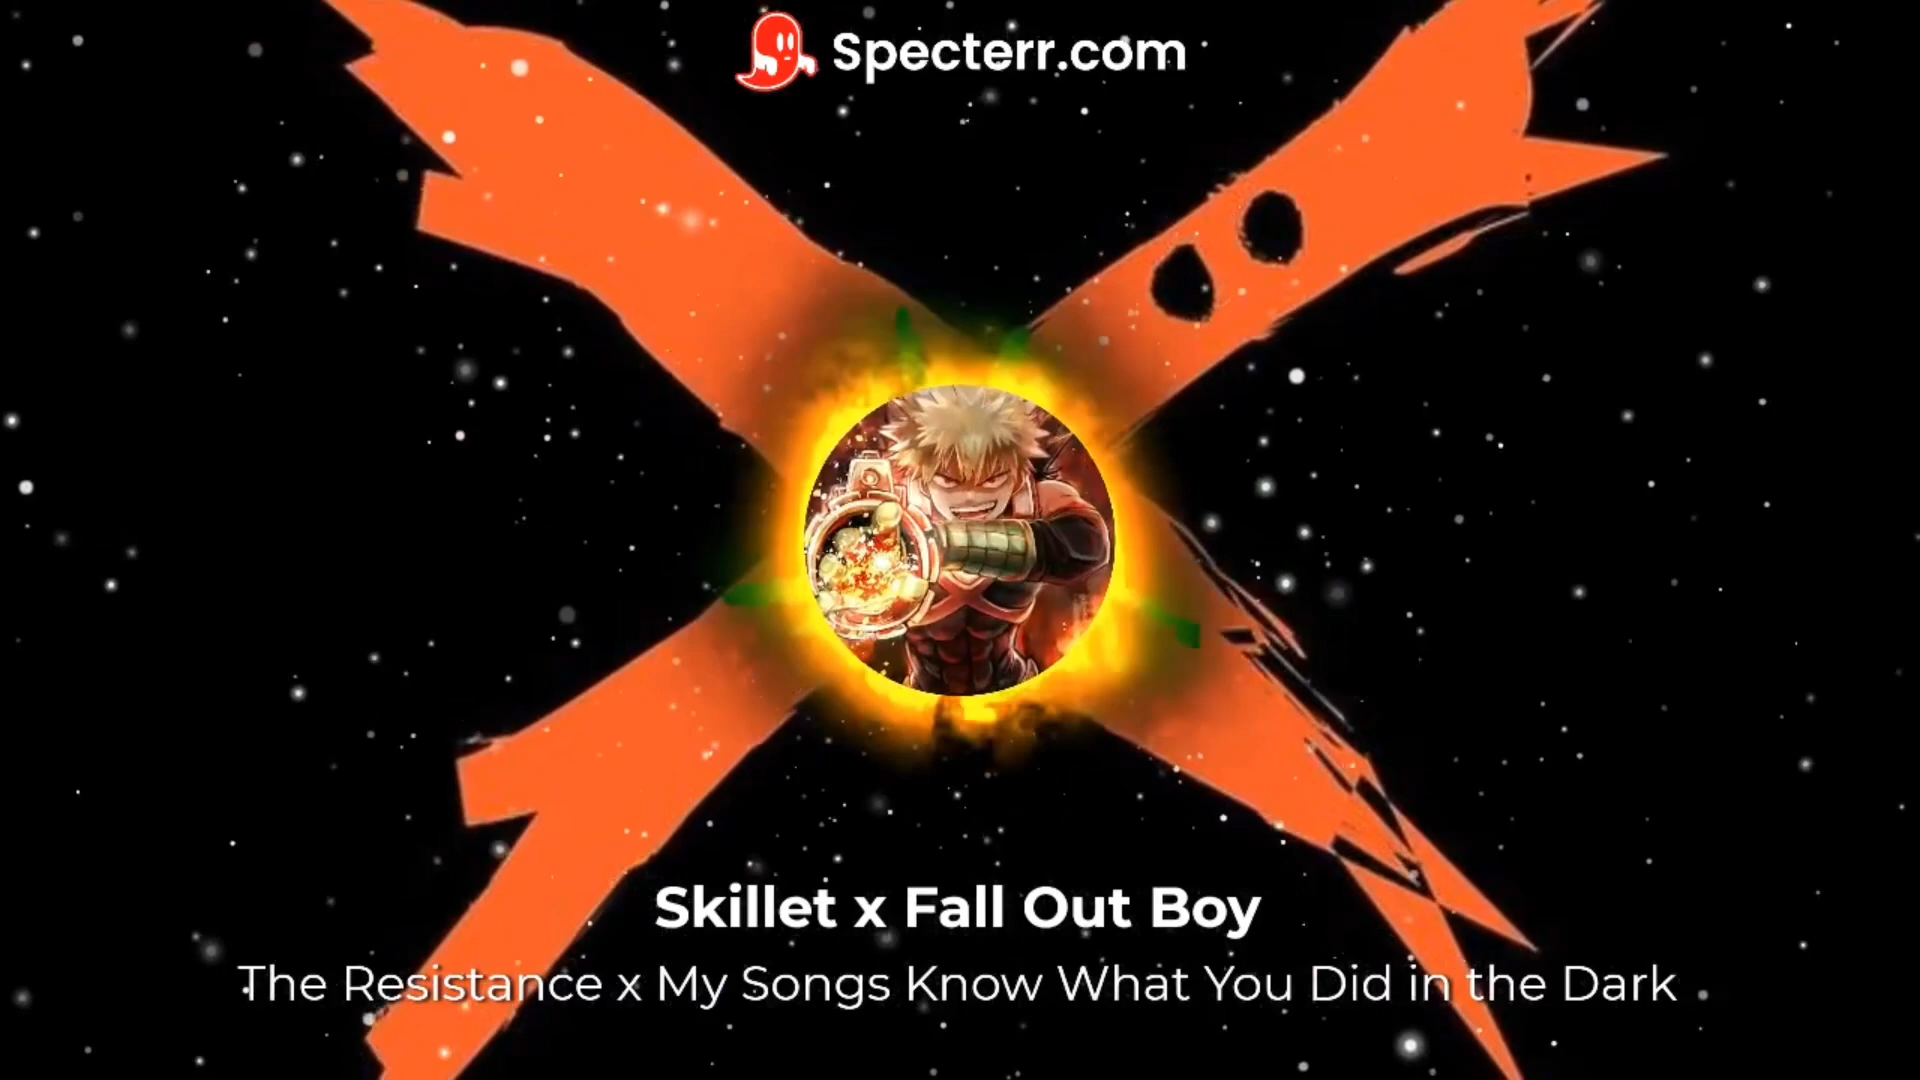 Specterr.com
Skillet x Fall Out Boy
The Resistance x My Songs Know What You Did in the Dark